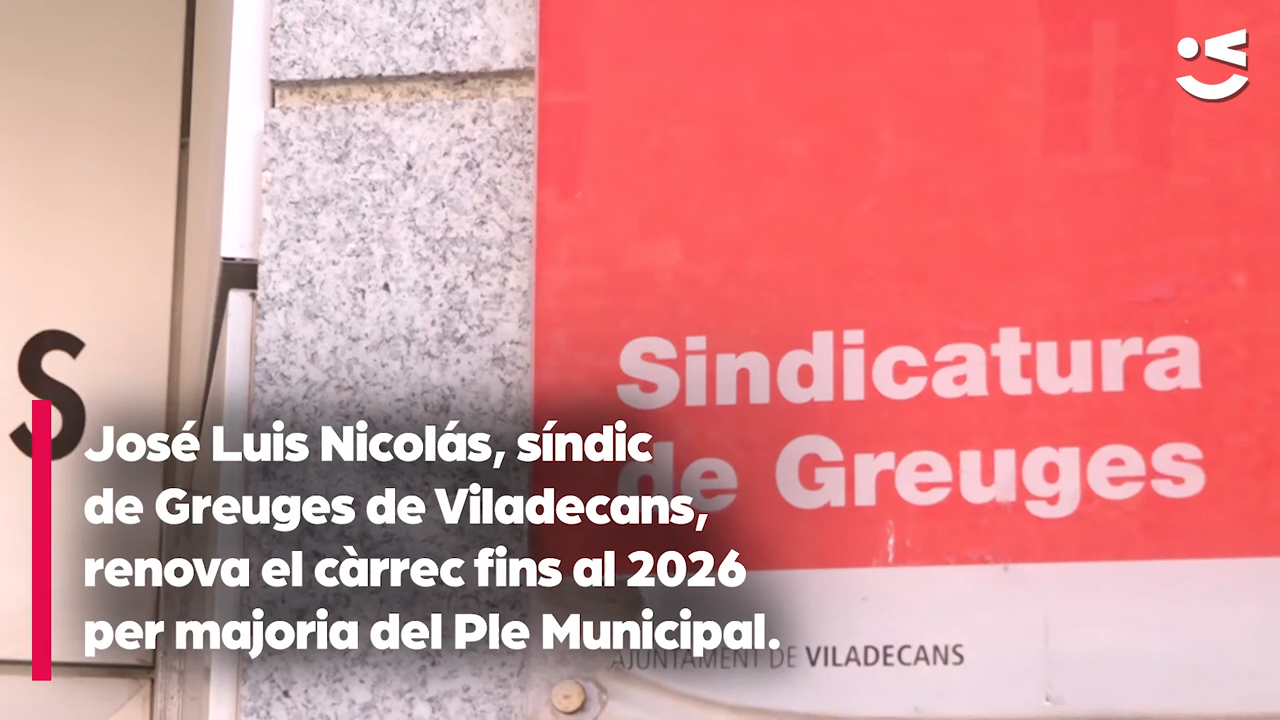 Sindicatura
de Greuges
S
José Luis Nicolás, síndic
de Greuges de Viladecans,
renova el càrrec fins al 2026
per majoria del Ple Municipal.
AJUNTAMENT DE VILADECANS